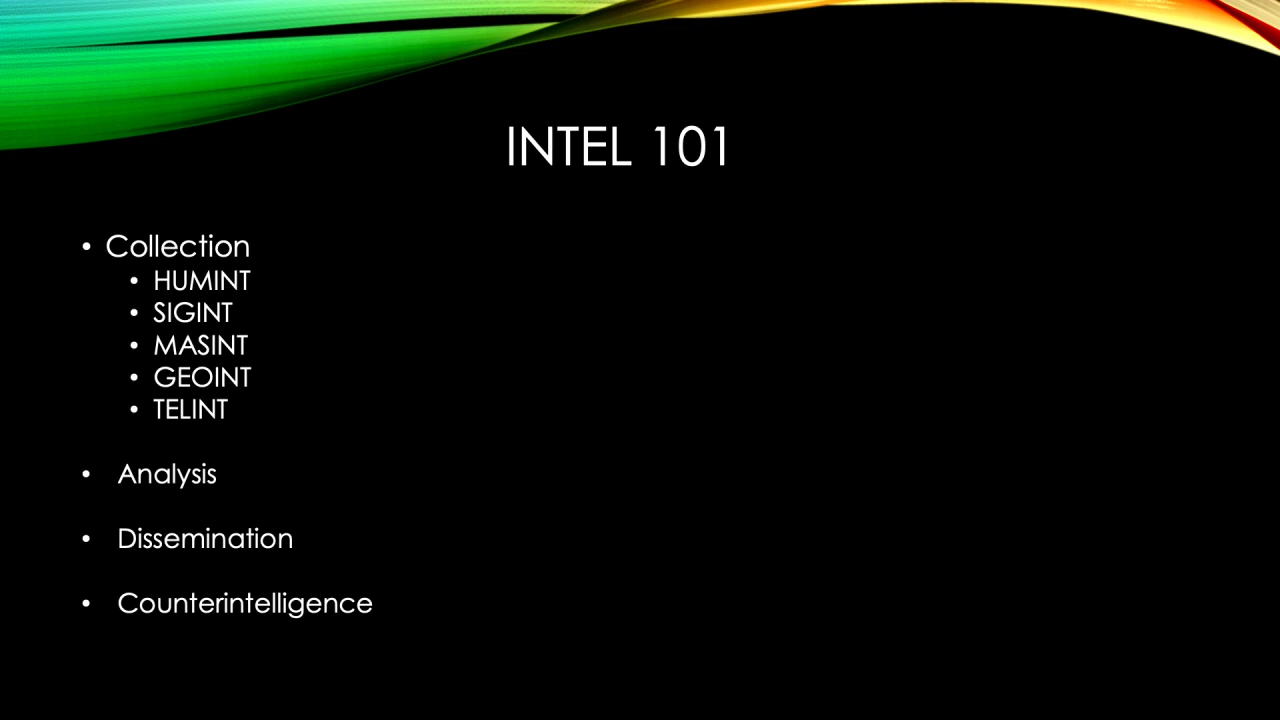 INTEL 101
• Collection
• HUMINT
• SIGINT
• MASINT
• GEOINT
• TELINT
• Analysis
• Dissemination
• Counterintelligence